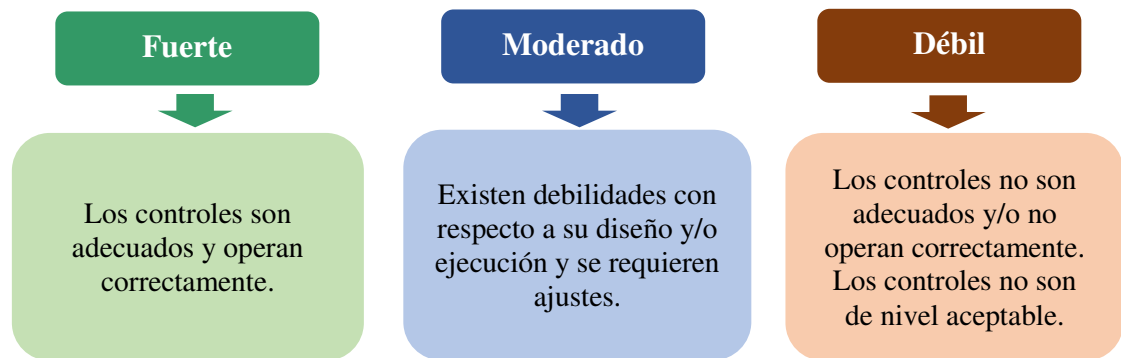 Fuerte
Los controles son
adecuados y operan
correctamente.
Moderado
Existen debilidades con
respecto a su diseño y/o
ejecución y se requieren
ajustes.
Débil
Los controles no son
adecuados y/o no
operan correctamente.
Los controles no son
de nivel aceptable.